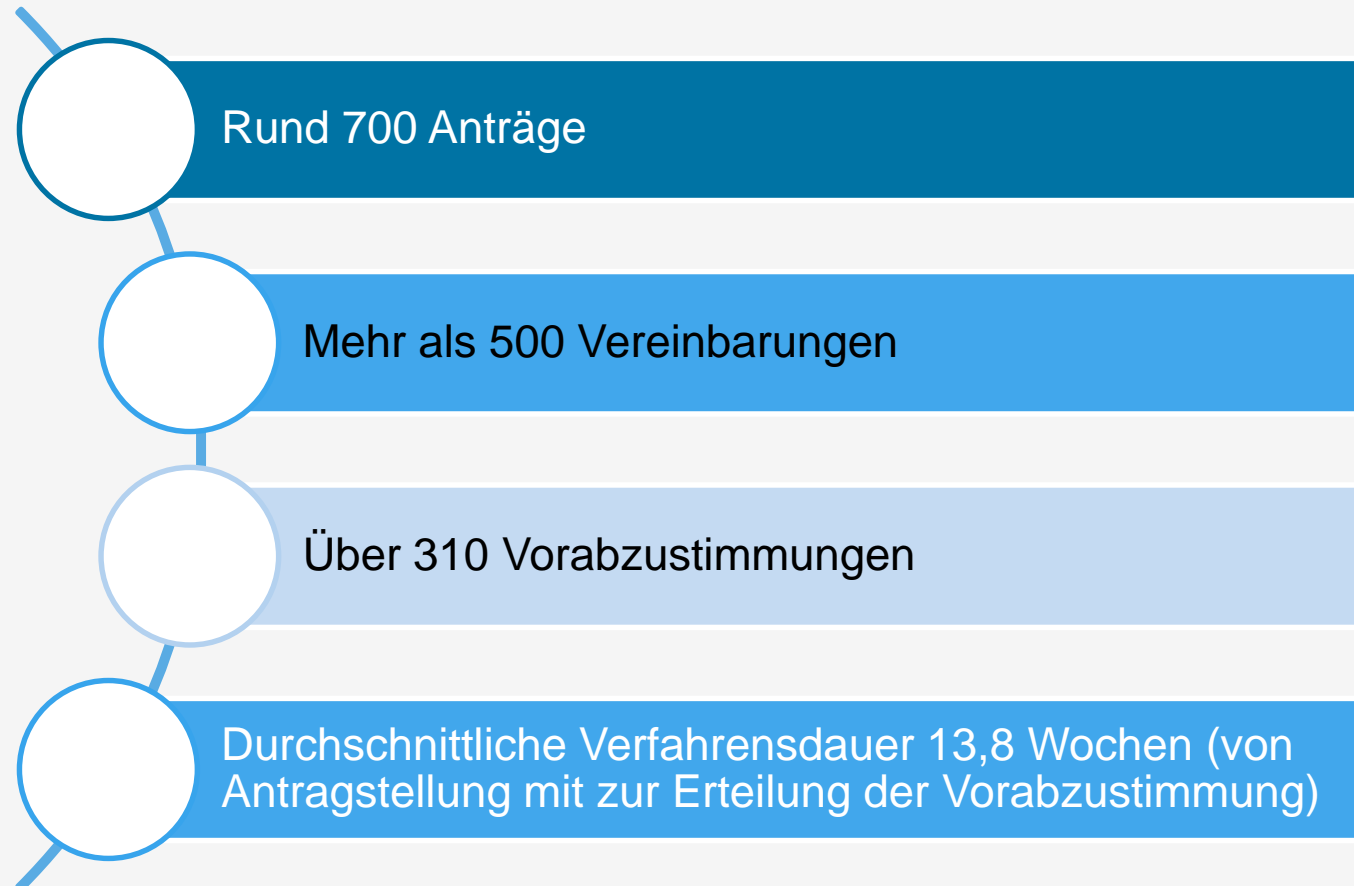 Rund 700 Anträge
Mehr als 500 Vereinbarungen
Über 310 Vorabzustimmungen
Durchschnittliche Verfahrensdauer 13,8 Wochen (von
Antragstellung mit zur Erteilung der Vorabzustimmung)